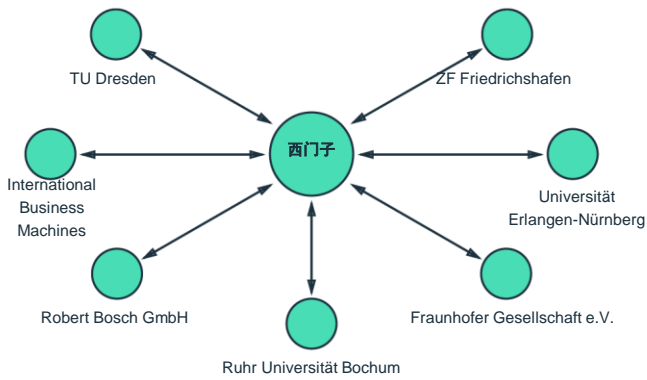 TU Dresden
ZF Friedrichshafen
西门子
International
Business
Machines
Universität
Erlangen-Nürnberg
Robert Bosch GmbH
Fraunhofer Gesellschaft e.V.
Ruhr Universität Bochum